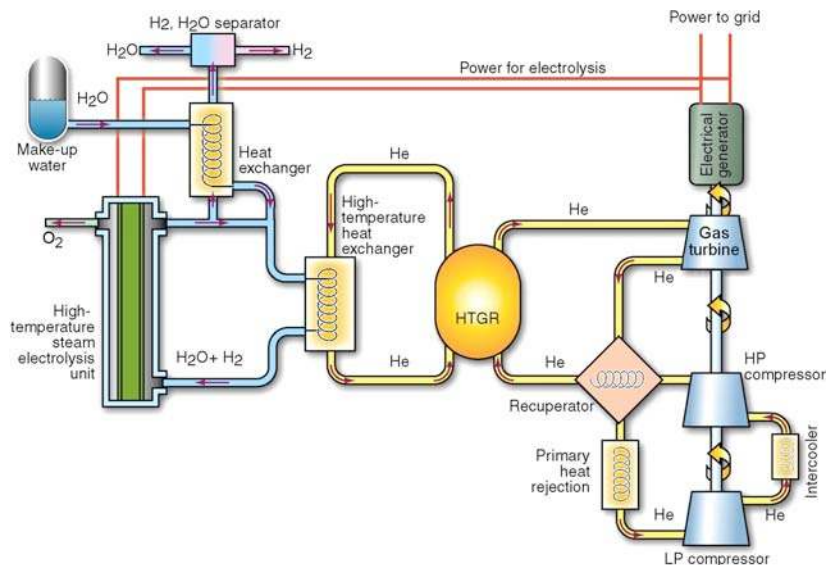 H2, H2O separator
H2O
H2
Power to grid
Power for electrolysis
H2O
Make-up
water
Heat
exchanger
Electrical
generator
He
He
High-
temperature
heat
exchanger
Gas
turbine
He
O2
HTGR
High-
temperature
steam
electrolysis
unit
H2O+ H2
He
He
HP
compressor
Recuperator
Primary
heat
rejection
Intercooler
He
He
LP compressor